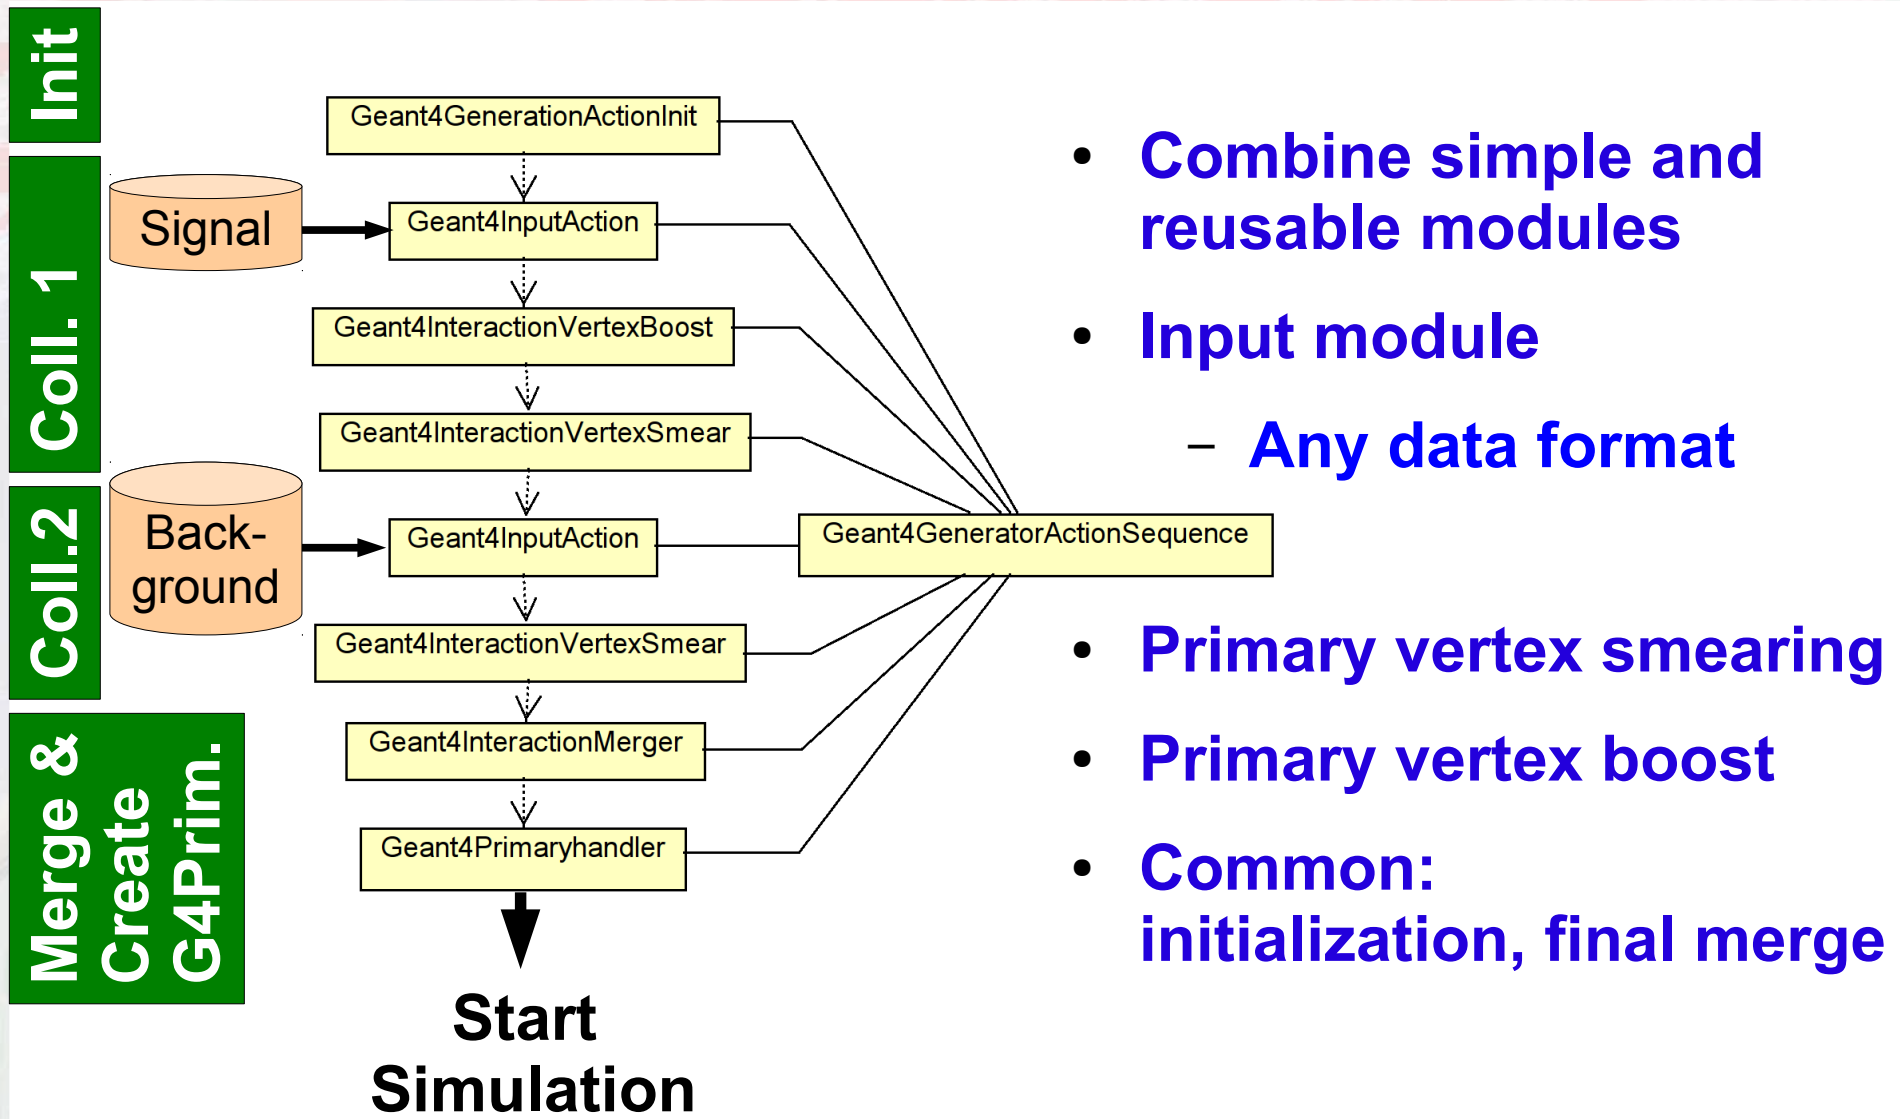 Init
Coll. 1
Coll.2
Merge &
Create
G4Prim.
Signal
Back-
ground
Geant4GenerationActionInit
Geant4InputAction
Geant4InteractionVertexBoost
Geant4InteractionVertexSmear
Geant4InputAction
Geant4InteractionVertexSmear
Geant4InteractionMerger
Geant4Primaryhandler
Geant4GeneratorActionSequence
Start
Simulation
• Combine simple and
reusable modules
• Input module
– Any data format
• Primary vertex smearing
• Primary vertex boost
• Common:
initialization, final merge